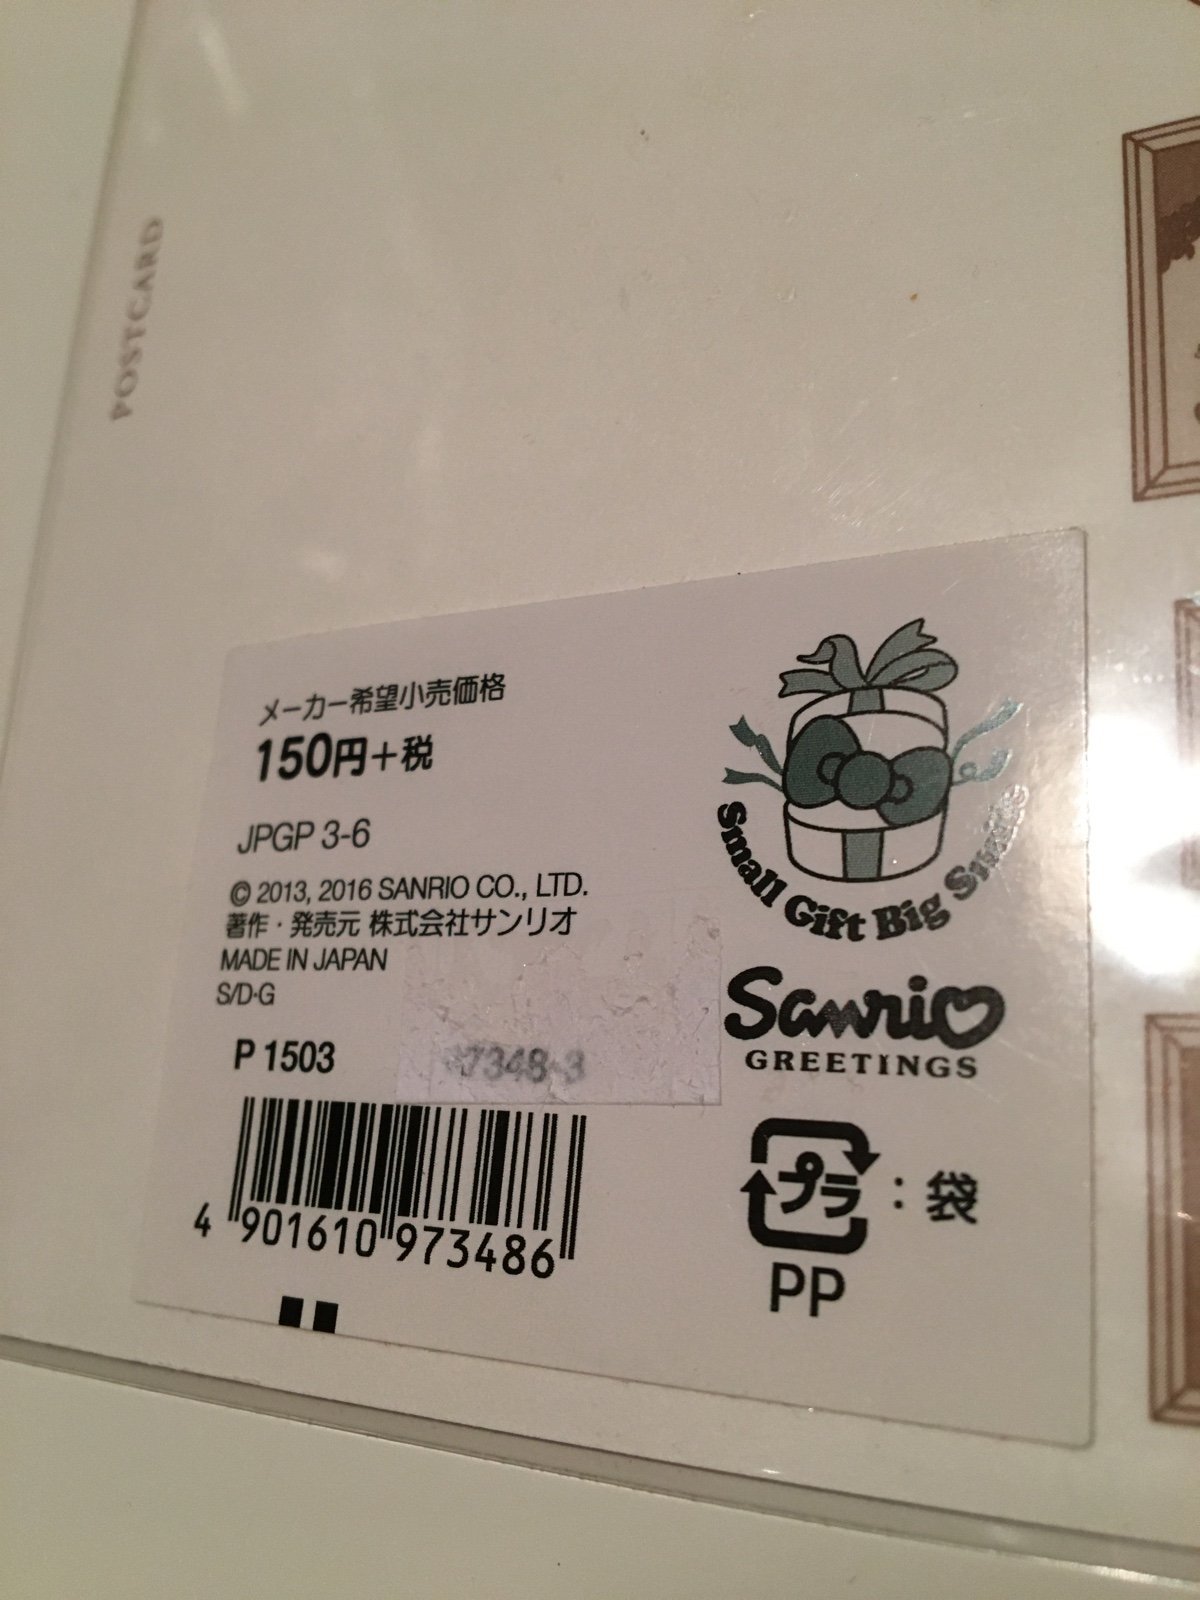 POSTCARD
メーカー希望小売価格
150円+税
JPGP 3-6
© 2013, 2016 SANRIO CO., LTD.
著作・発売元 株式会社サンリオ
MADE IN JAPAN
S/D·G
P 1503
7348-3
4 901610 973486
Small Gift Big Smile
Sanrio
GREETINGS
プラ : 袋
PP